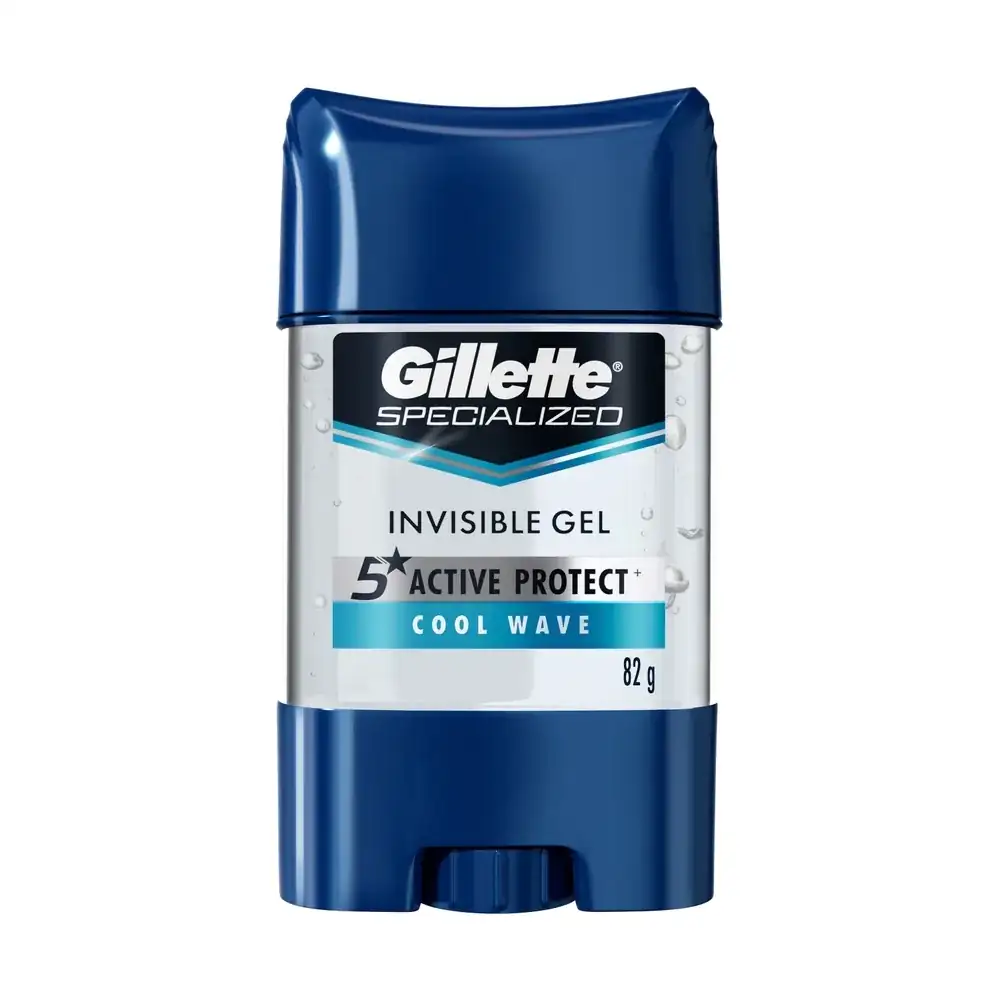 Gillette®
SPECIALIZED
INVISIBLE GEL
5★ ACTIVE PROTECT+
COOL WAVE
82 g